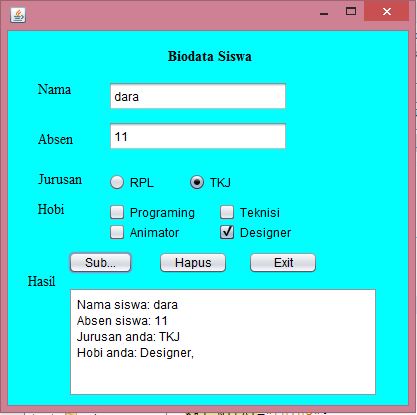 Biodata Siswa
Nama
dara
Absen
11
Jurusan
RPL
TKJ
Hobi
Programing
Teknisi
Animator
Designer
Sub...
Hapus
Exit
Hasil
Nama siswa: dara
Absen siswa: 11
Jurusan anda: TKJ
Hobi anda: Designer,